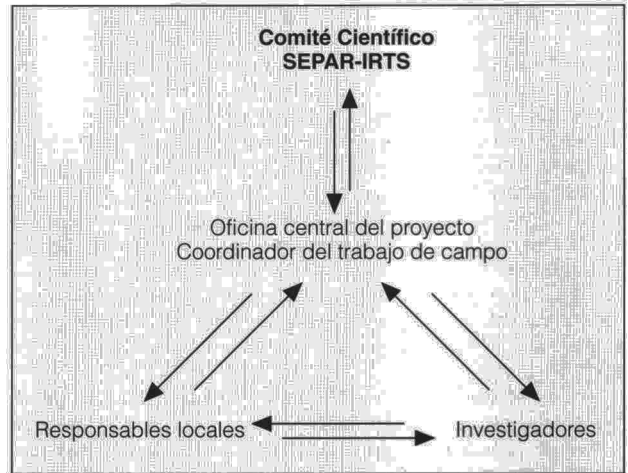 Comité Científico
SEPAR-IRTS
Oficina central del proyecto
Coordinador del trabajo de campo
Responsables locales
Investigadores